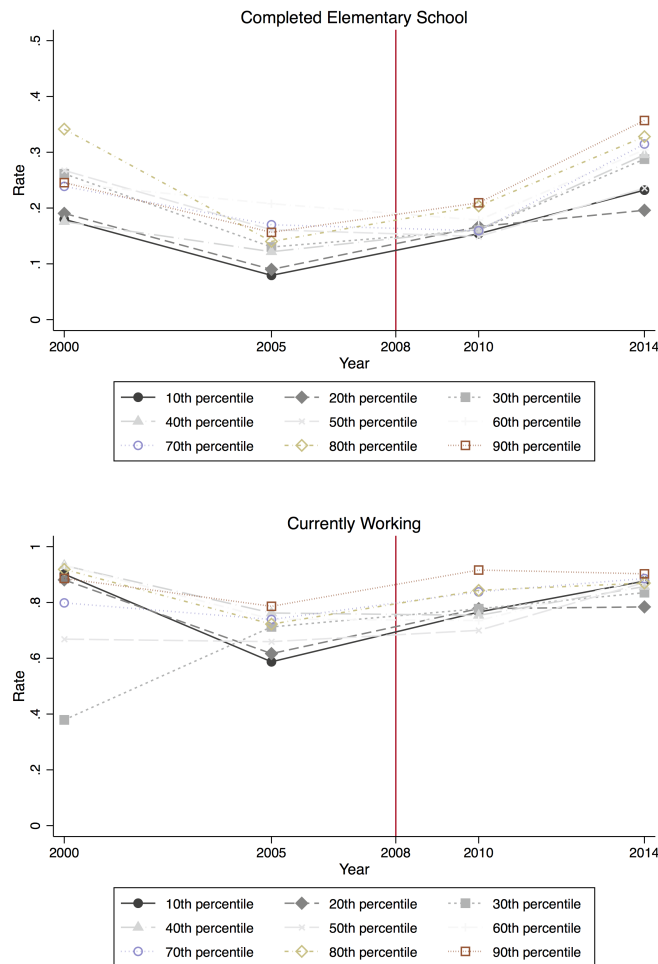 Completed Elementary School
.5
.4
.3
.2
.1
0
Rate
2000 2005 2008 2010 2014
Year
10th percentile 20th percentile 30th percentile
40th percentile 50th percentile 60th percentile
70th percentile 80th percentile 90th percentile
Currently Working
1
.8
.6
.4
.2
0
Rate
2000 2005 2008 2010 2014
Year
10th percentile 20th percentile 30th percentile
40th percentile 50th percentile 60th percentile
70th percentile 80th percentile 90th percentile